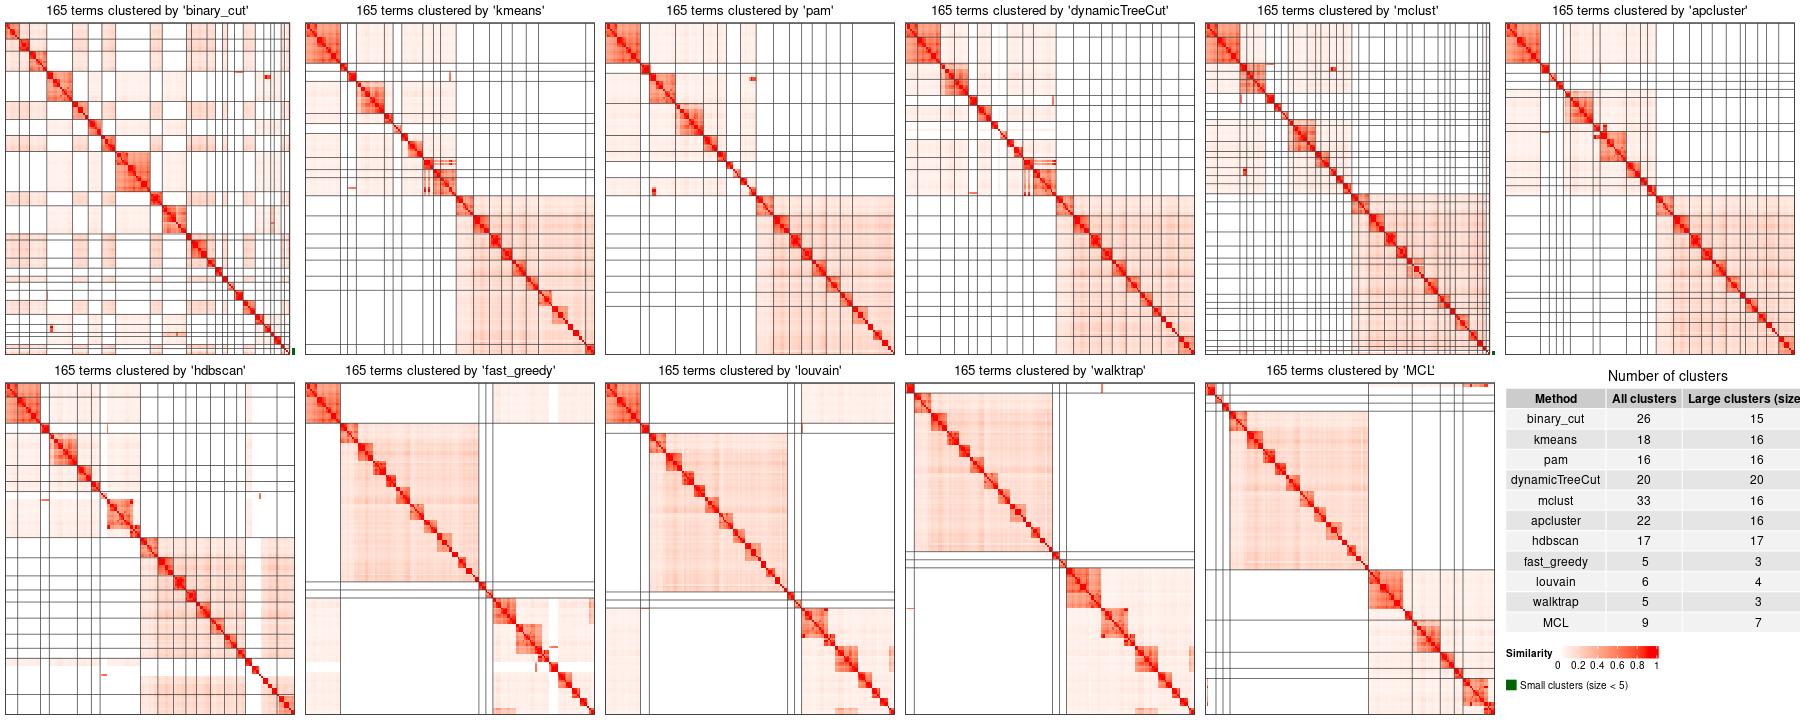 165 terms clustered by 'binary_cut'
165 terms clustered by 'kmeans'
165 terms clustered by 'pam'
165 terms clustered by 'dynamicTreeCut'
165 terms clustered by 'mclust'
165 terms clustered by 'apcluster'
165 terms clustered by 'hdbscan'
165 terms clustered by 'fast_greedy'
165 terms clustered by 'louvain'
165 terms clustered by 'walktrap'
165 terms clustered by 'MCL'
Number of clusters
Method All clusters Large clusters (size
binary_cut 26 15
kmeans 18 16
pam 16 16
dynamicTreeCut 20 20
mclust 33 16
apcluster 22 16
hdbscan 17 17
fast_greedy 5 3
louvain 6 4
walktrap 5 3
MCL 9 7
Similarity
0 0.2 0.4 0.6 0.8 1
Small clusters (size < 5)